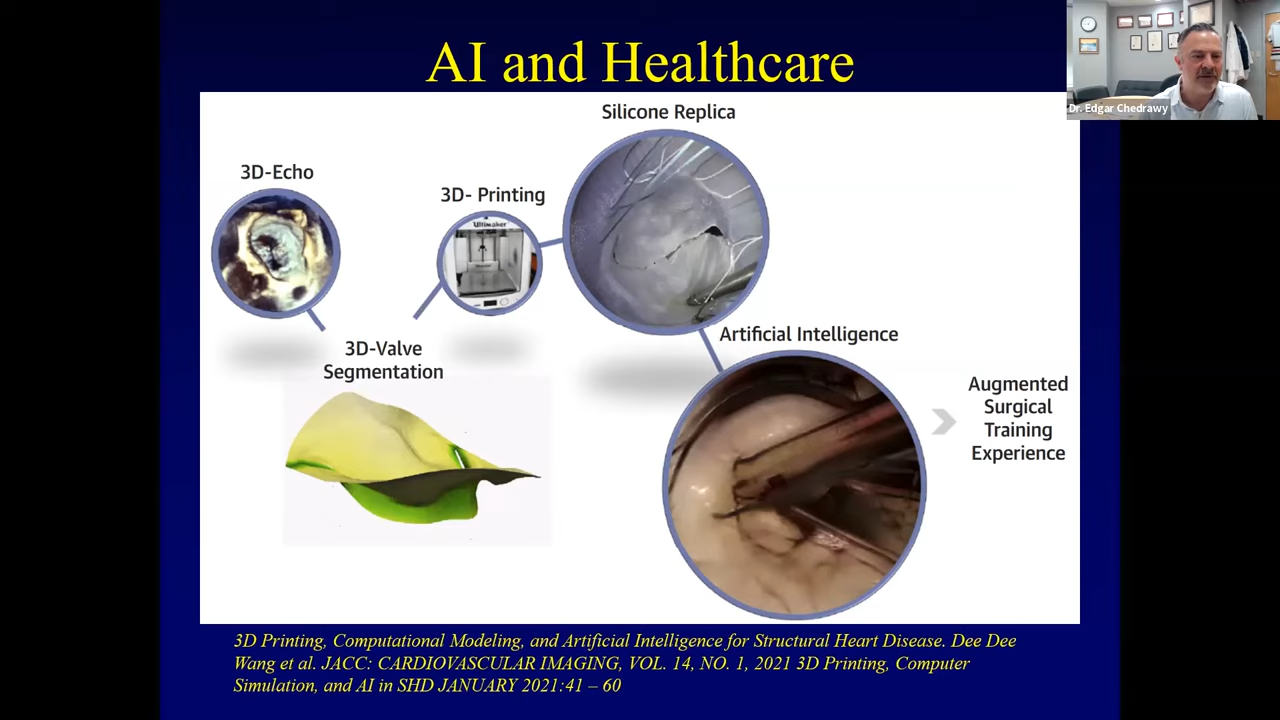 AI and Healthcare
Dr. Edgar Chedrawy
Silicone Replica
3D-Echo
3D- Printing
Ultimaker
3D-Valve
Segmentation
Artificial Intelligence
Augmented
Surgical
Training
Experience
3D Printing, Computational Modeling, and Artificial Intelligence for Structural Heart Disease. Dee Dee
Wang et al. JACC: CARDIOVASCULAR IMAGING, VOL. 14, NO. 1, 2021 3D Printing, Computer
Simulation, and AI in SHD JANUARY 2021:41 – 60